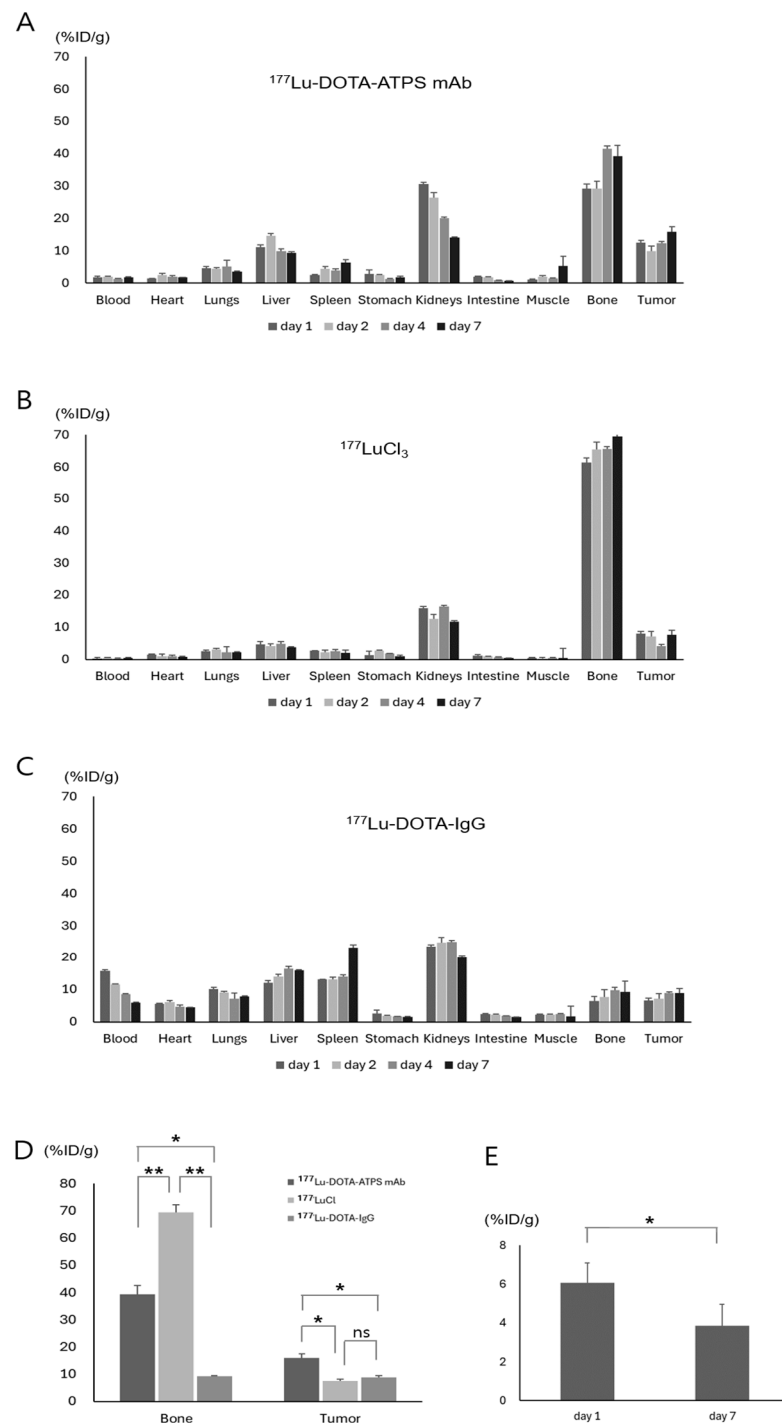 A
(%ID/g)
70
60
50
40
30
20
10
0
¹⁷⁷Lu-DOTA-ATPS mAb
Blood Heart Lungs Liver Spleen Stomach Kidneys Intestine Muscle Bone Tumor
day 1 day 2 day 4 day 7
B
(%ID/g)
70
60
50
40
30
20
10
0
¹⁷⁷LuCl₃
Blood Heart Lungs Liver Spleen Stomach Kidneys Intestine Muscle Bone Tumor
day 1 day 2 day 4 day 7
C
(%ID/g)
70
60
50
40
30
20
10
0
¹⁷⁷Lu-DOTA-IgG
Blood Heart Lungs Liver Spleen Stomach Kidneys Intestine Muscle Bone Tumor
day 1 day 2 day 4 day 7
D
(%ID/g)
80
70
60
50
40
30
20
10
0
*
** **
¹⁷⁷Lu-DOTA-ATPS mAb
¹⁷⁷LuCl
¹⁷⁷Lu-DOTA-IgG
*
*
ns
Bone Tumor
E
(%ID/g)
8
6
4
2
0
*
day 1 day 7